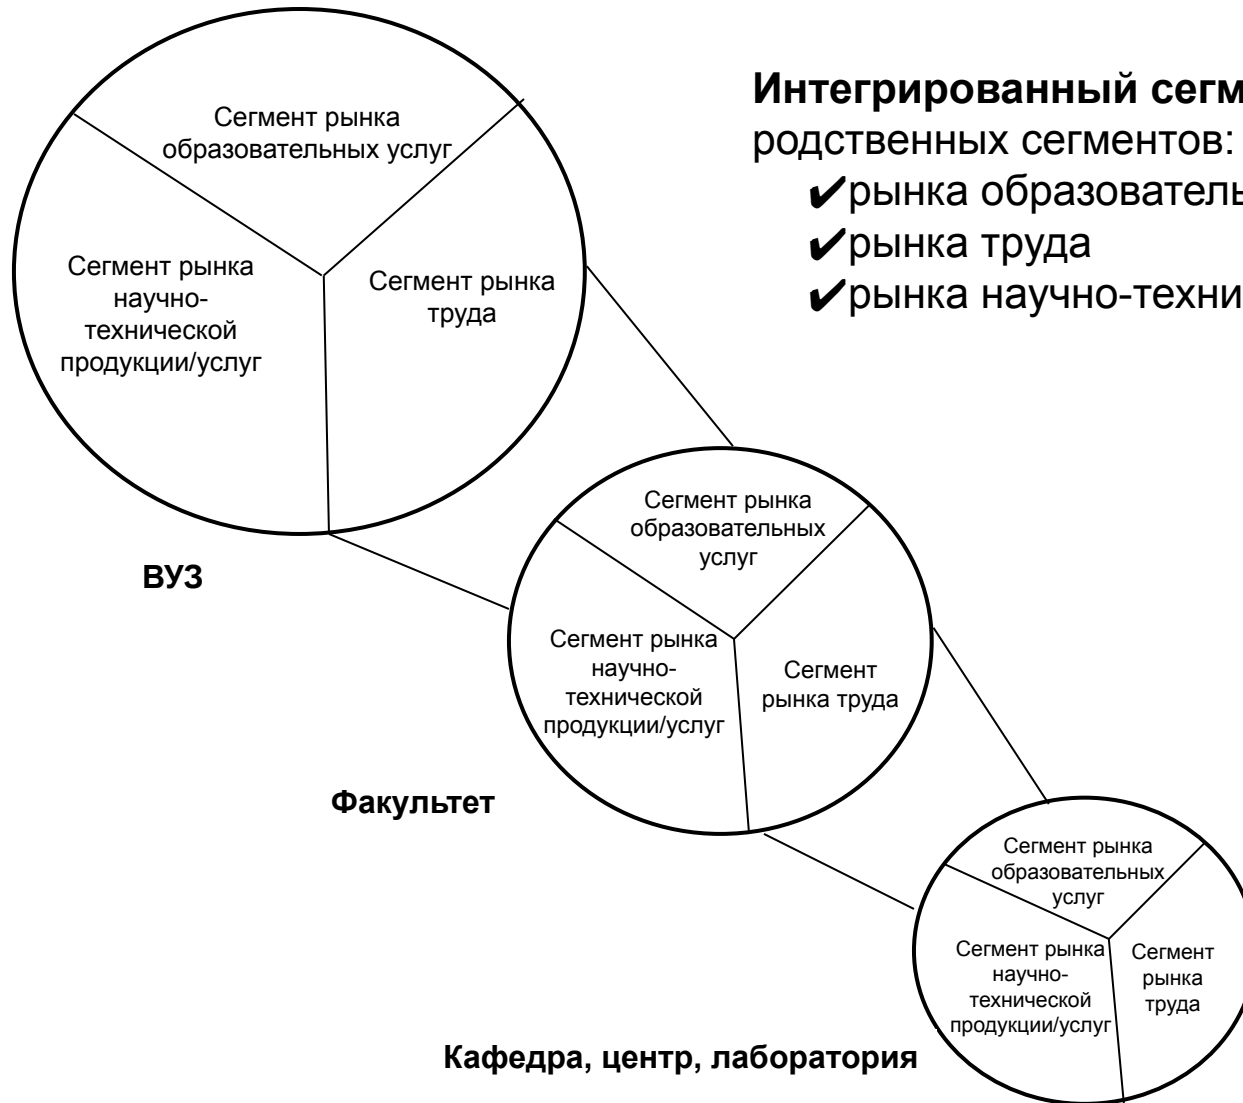 Сегмент рынка
образовательных услуг
Сегмент рынка
научно-
технической
продукции/услуг
Сегмент рынка
труда
ВУЗ
Интегрированный сегм
родственных сегментов:
✔рынка образователь
✔рынка труда
✔рынка научно-техни
Сегмент рынка
образовательных
услуг
Сегмент рынка
научно-
технической
продукции/услуг
Сегмент
рынка труда
Факультет
Сегмент рынка
образовательных
услуг
Сегмент рынка
научно-
технической
продукции/услуг
Сегмент
рынка
труда
Кафедра, центр, лаборатория